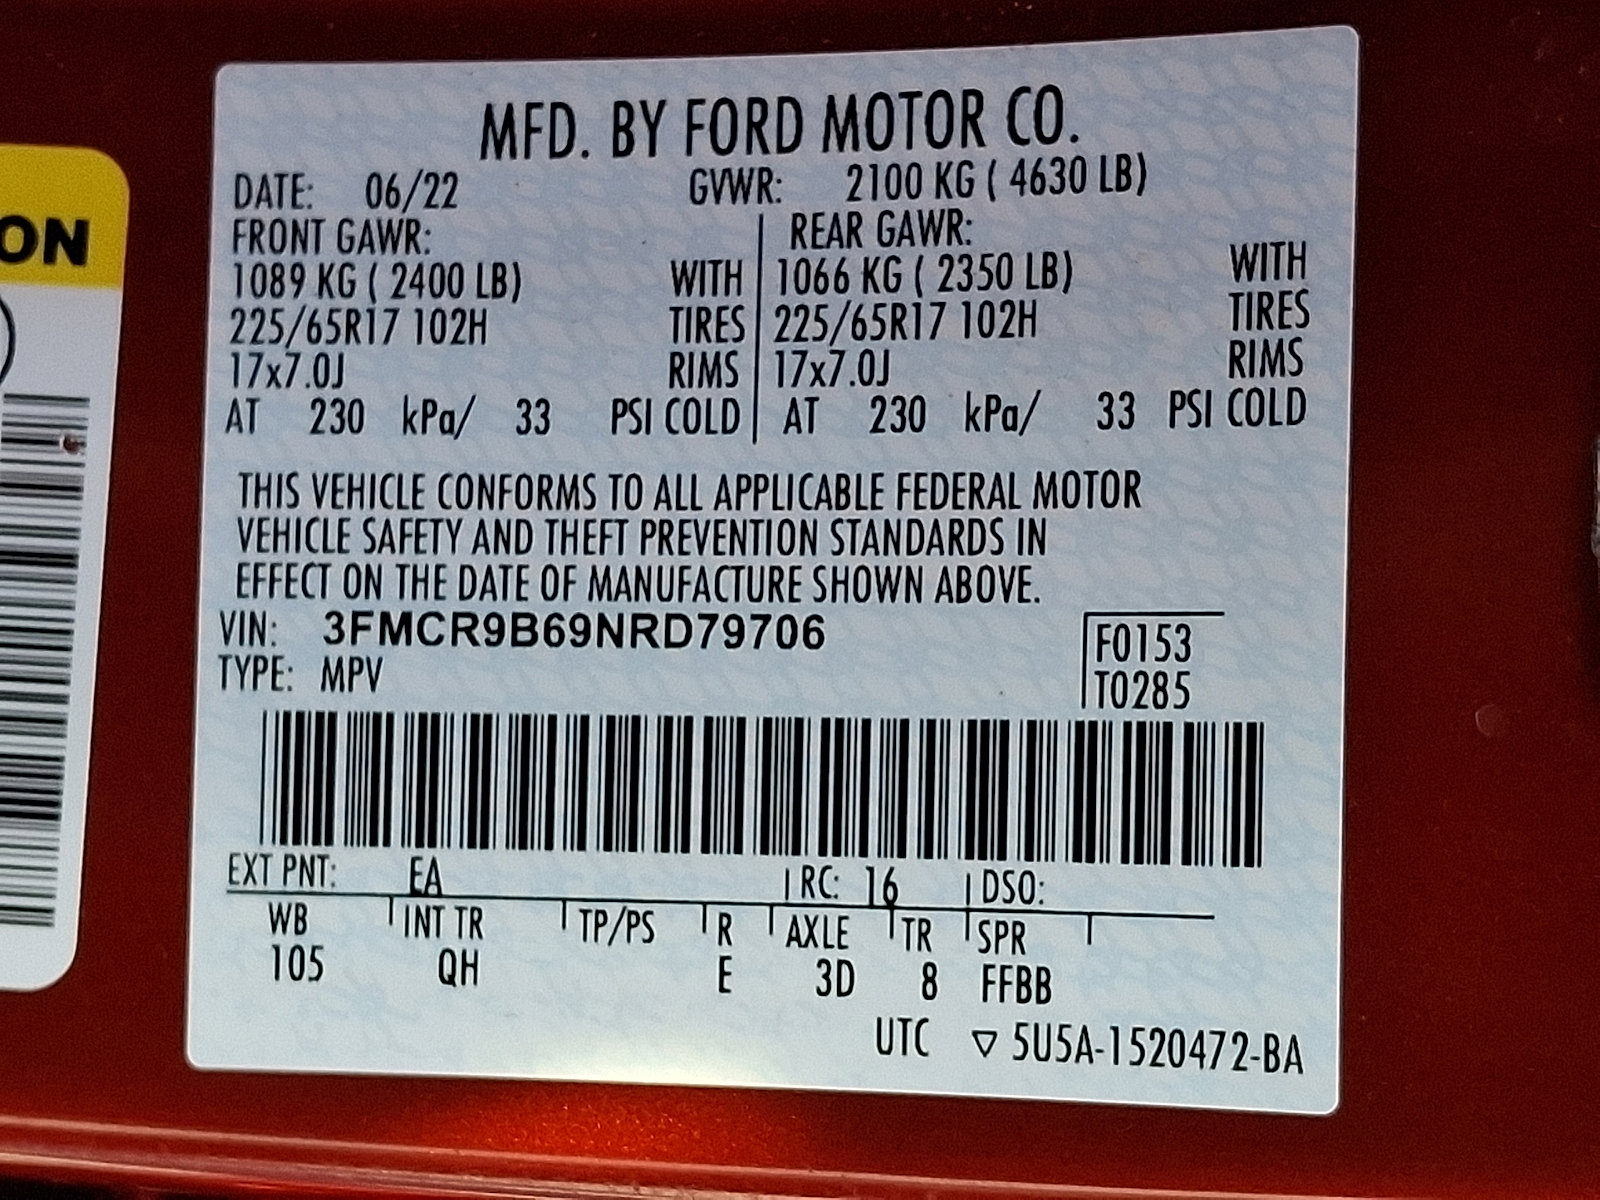 MFD. BY FORD MOTOR CO.
DATE: 06/22 GVWR: 2100 KG ( 4630 LB)
FRONT GAWR: REAR GAWR:
1089 KG ( 2400 LB) WITH 1066 KG ( 2350 LB) WITH
225/65R17 102H TIRES 225/65R17 102H TIRES
17x7.0J RIMS 17x7.0J RIMS
AT 230 kPa/ 33 PSI COLD AT 230 kPa/ 33 PSI COLD
THIS VEHICLE CONFORMS TO ALL APPLICABLE FEDERAL MOTOR
VEHICLE SAFETY AND THEFT PREVENTION STANDARDS IN
EFFECT ON THE DATE OF MANUFACTURE SHOWN ABOVE.
VIN: 3FMCR9B69NRD79706 F0153
TYPE: MPV T0285
EXT PNT: EA RC: 16 DSO:
WB INT TR TP/PS R AXLE TR SPR
105 QH E 3D 8 FFBB
UTC ▽ 5U5A-1520472-BA
ON